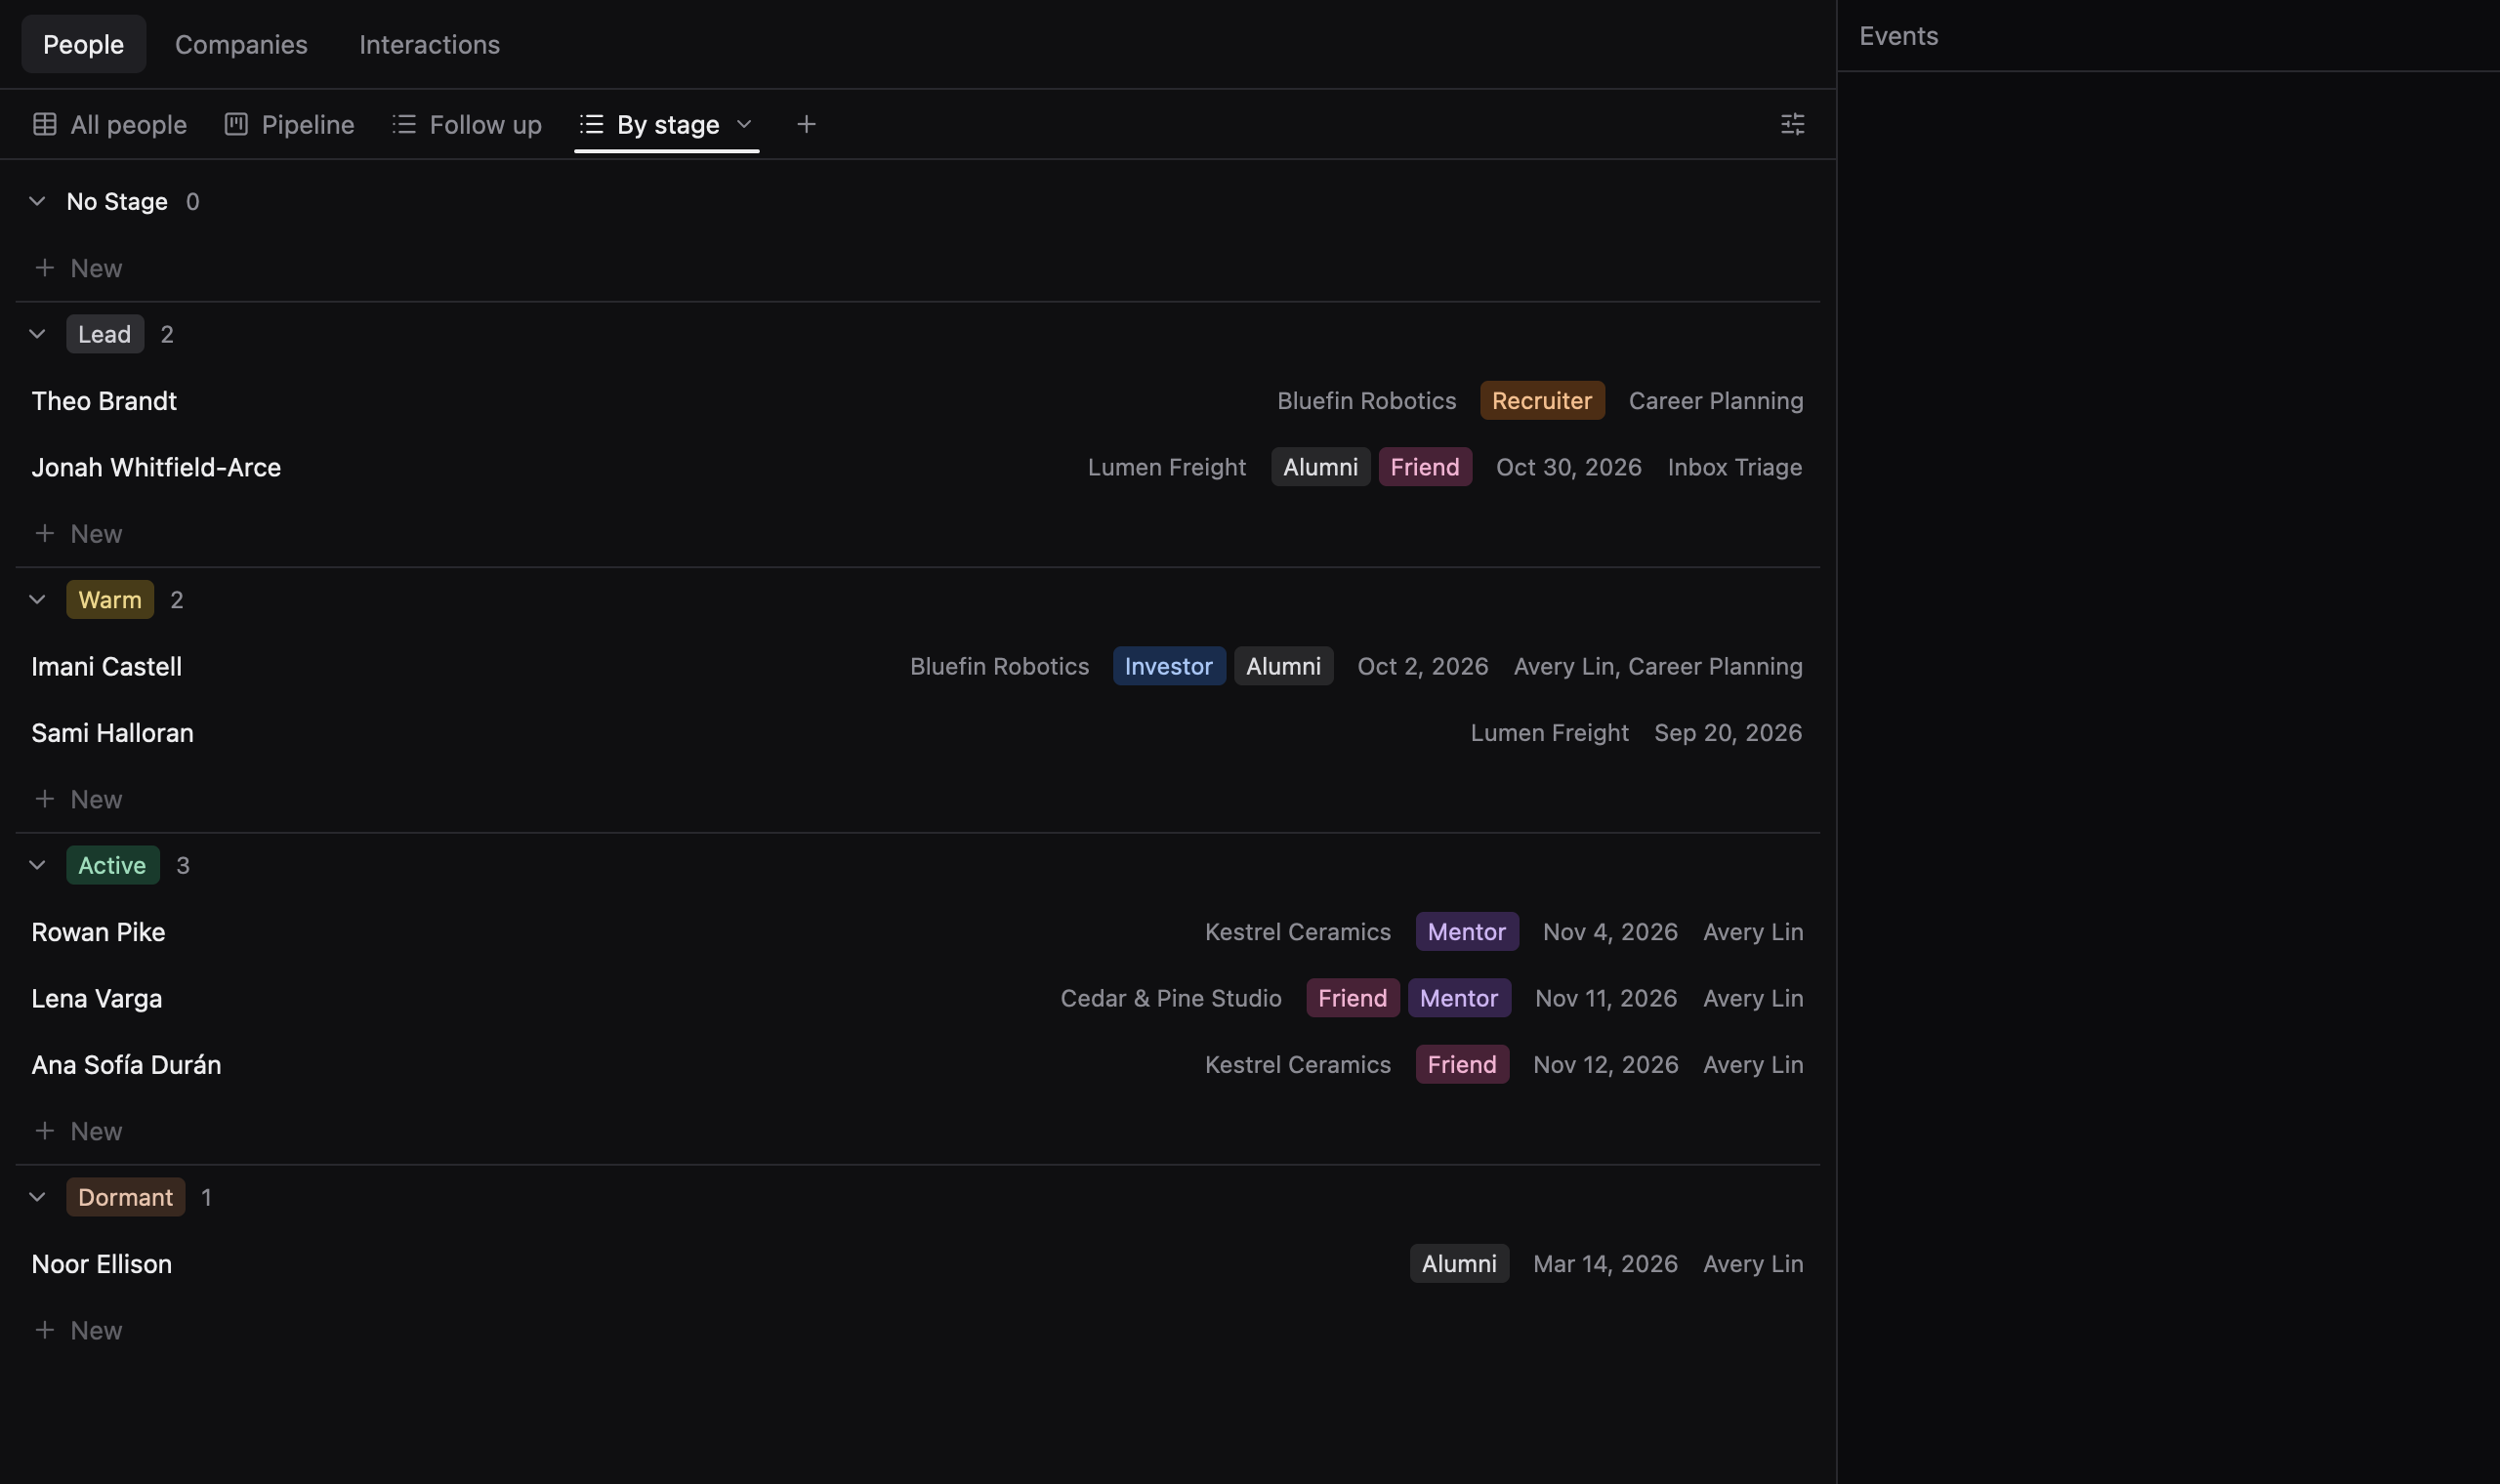 People Companies Interactions
Events
All people Pipeline Follow up By stage
No Stage 0
New
Lead 2
Theo Brandt Bluefin Robotics Recruiter Career Planning
Jonah Whitfield-Arce Lumen Freight Alumni Friend Oct 30, 2026 Inbox Triage
New
Warm 2
Imani Castell Bluefin Robotics Investor Alumni Oct 2, 2026 Avery Lin, Career Planning
Sami Halloran Lumen Freight Sep 20, 2026
New
Active 3
Rowan Pike Kestrel Ceramics Mentor Nov 4, 2026 Avery Lin
Lena Varga Cedar & Pine Studio Friend Mentor Nov 11, 2026 Avery Lin
Ana Sofía Durán Kestrel Ceramics Friend Nov 12, 2026 Avery Lin
New
Dormant 1
Noor Ellison Alumni Mar 14, 2026 Avery Lin
New